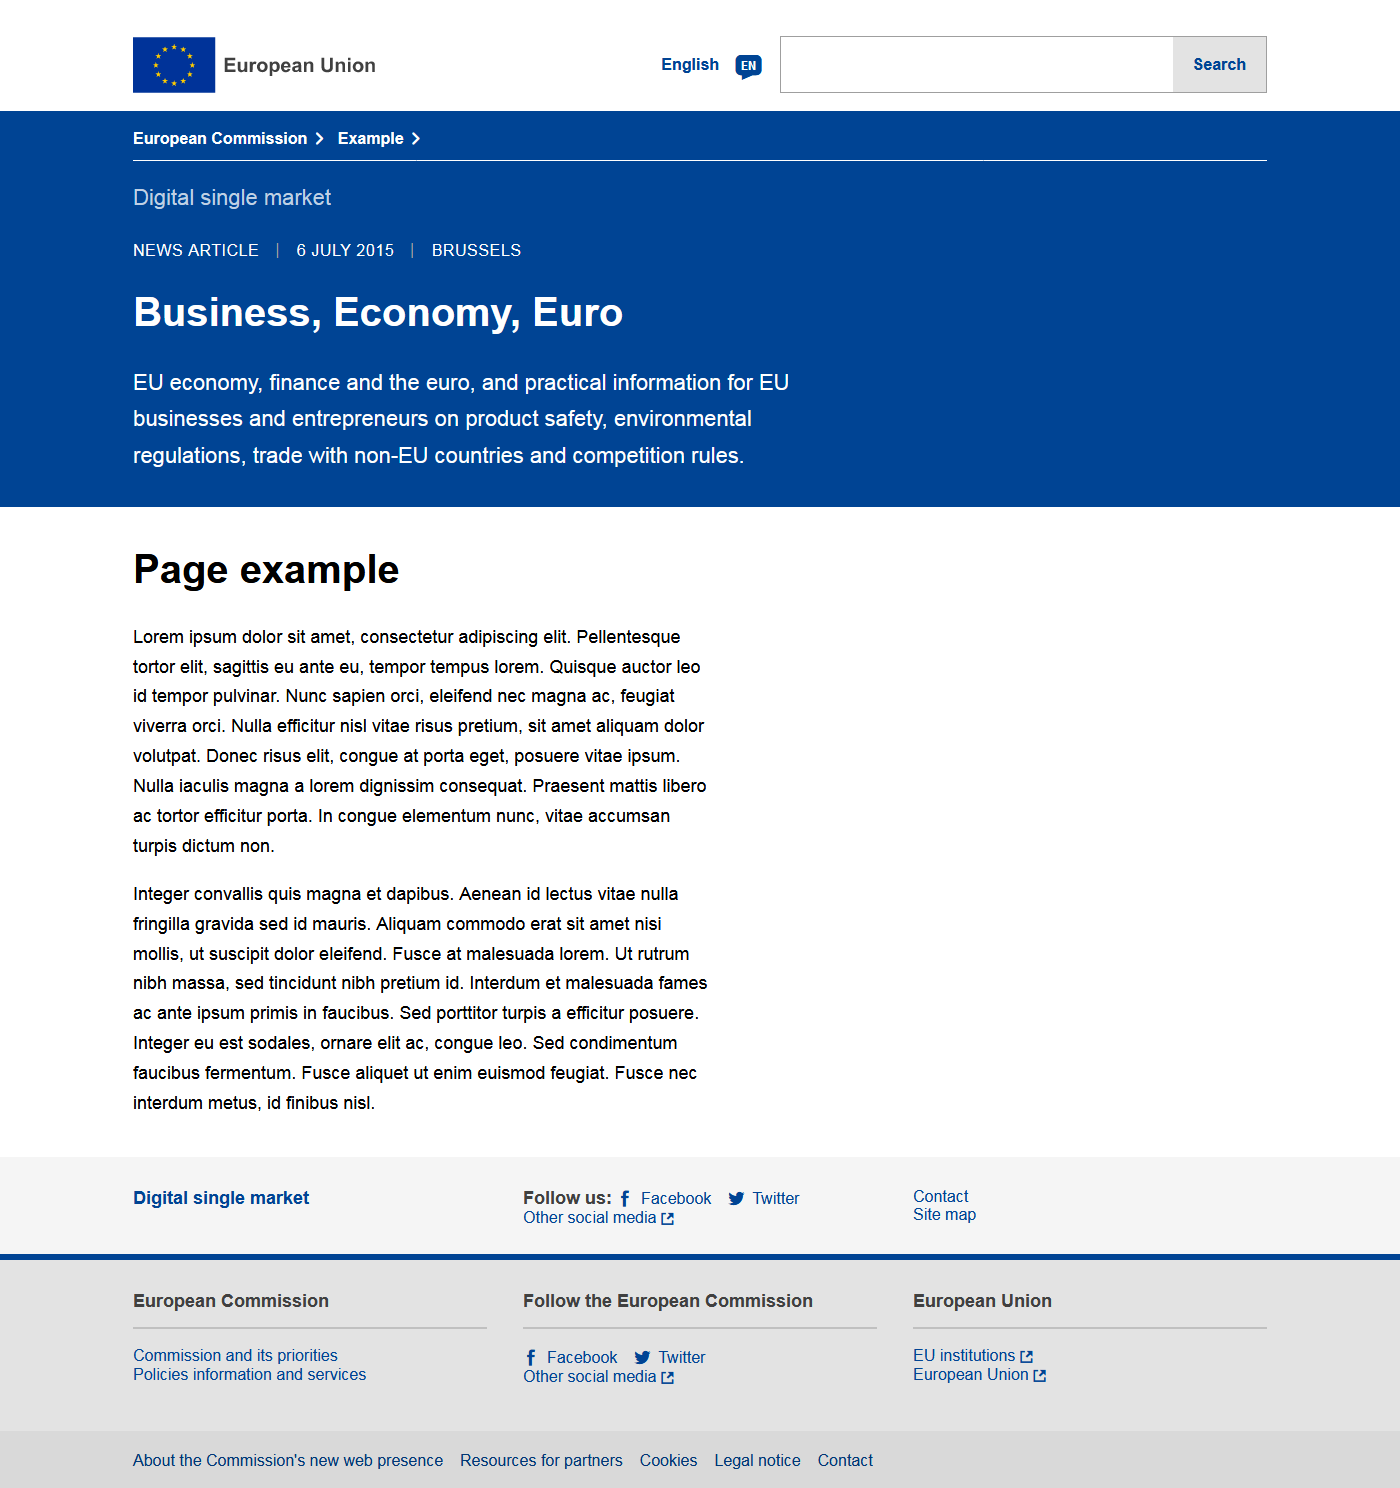 European Union
English EN Search
European Commission Example
Digital single market
NEWS ARTICLE | 6 JULY 2015 | BRUSSELS
Business, Economy, Euro
EU economy, finance and the euro, and practical information for EU
businesses and entrepreneurs on product safety, environmental
regulations, trade with non-EU countries and competition rules.
Page example
Lorem ipsum dolor sit amet, consectetur adipiscing elit. Pellentesque
tortor elit, sagittis eu ante eu, tempor tempus lorem. Quisque auctor leo
id tempor pulvinar. Nunc sapien orci, eleifend nec magna ac, feugiat
viverra orci. Nulla efficitur nisl vitae risus pretium, sit amet aliquam dolor
volutpat. Donec risus elit, congue at porta eget, posuere vitae ipsum.
Nulla iaculis magna a lorem dignissim consequat. Praesent mattis libero
ac tortor efficitur porta. In congue elementum nunc, vitae accumsan
turpis dictum non.
Integer convallis quis magna et dapibus. Aenean id lectus vitae nulla
fringilla gravida sed id mauris. Aliquam commodo erat sit amet nisi
mollis, ut suscipit dolor eleifend. Fusce at malesuada lorem. Ut rutrum
nibh massa, sed tincidunt nibh pretium id. Interdum et malesuada fames
ac ante ipsum primis in faucibus. Sed porttitor turpis a efficitur posuere.
Integer eu est sodales, ornare elit ac, congue leo. Sed condimentum
faucibus fermentum. Fusce aliquet ut enim euismod feugiat. Fusce nec
interdum metus, id finibus nisl.
Digital single market
Follow us: Facebook Twitter
Other social media
Contact
Site map
European Commission
Commission and its priorities
Policies information and services
Follow the European Commission
Facebook Twitter
Other social media
European Union
EU institutions
European Union
About the Commission's new web presence Resources for partners Cookies Legal notice Contact